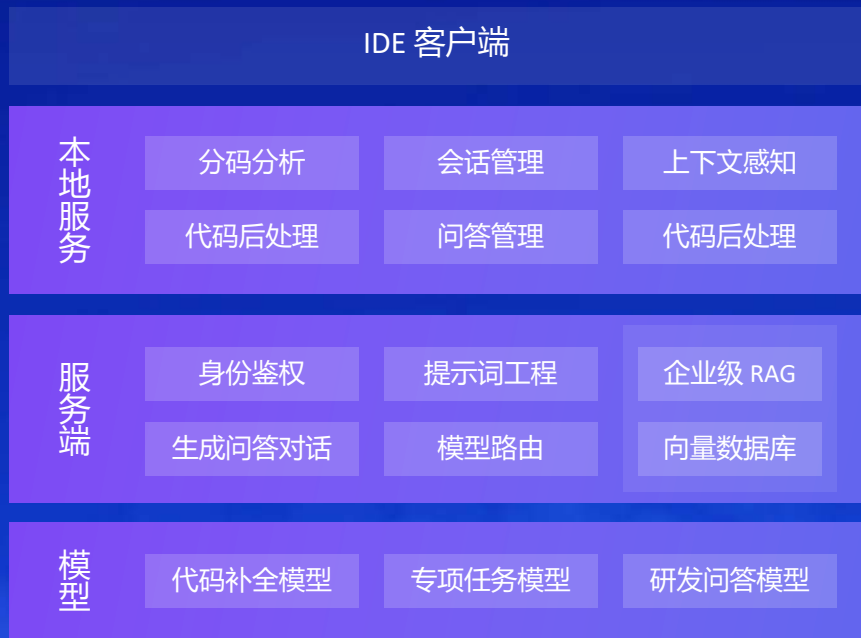 IDE 客户端
本地服务
分码分析
会话管理
上下文感知
代码后处理
问答管理
代码后处理
服务端
身份鉴权
提示词工程
企业级 RAG
生成问答对话
模型路由
向量数据库
模型
代码补全模型
专项任务模型
研发问答模型